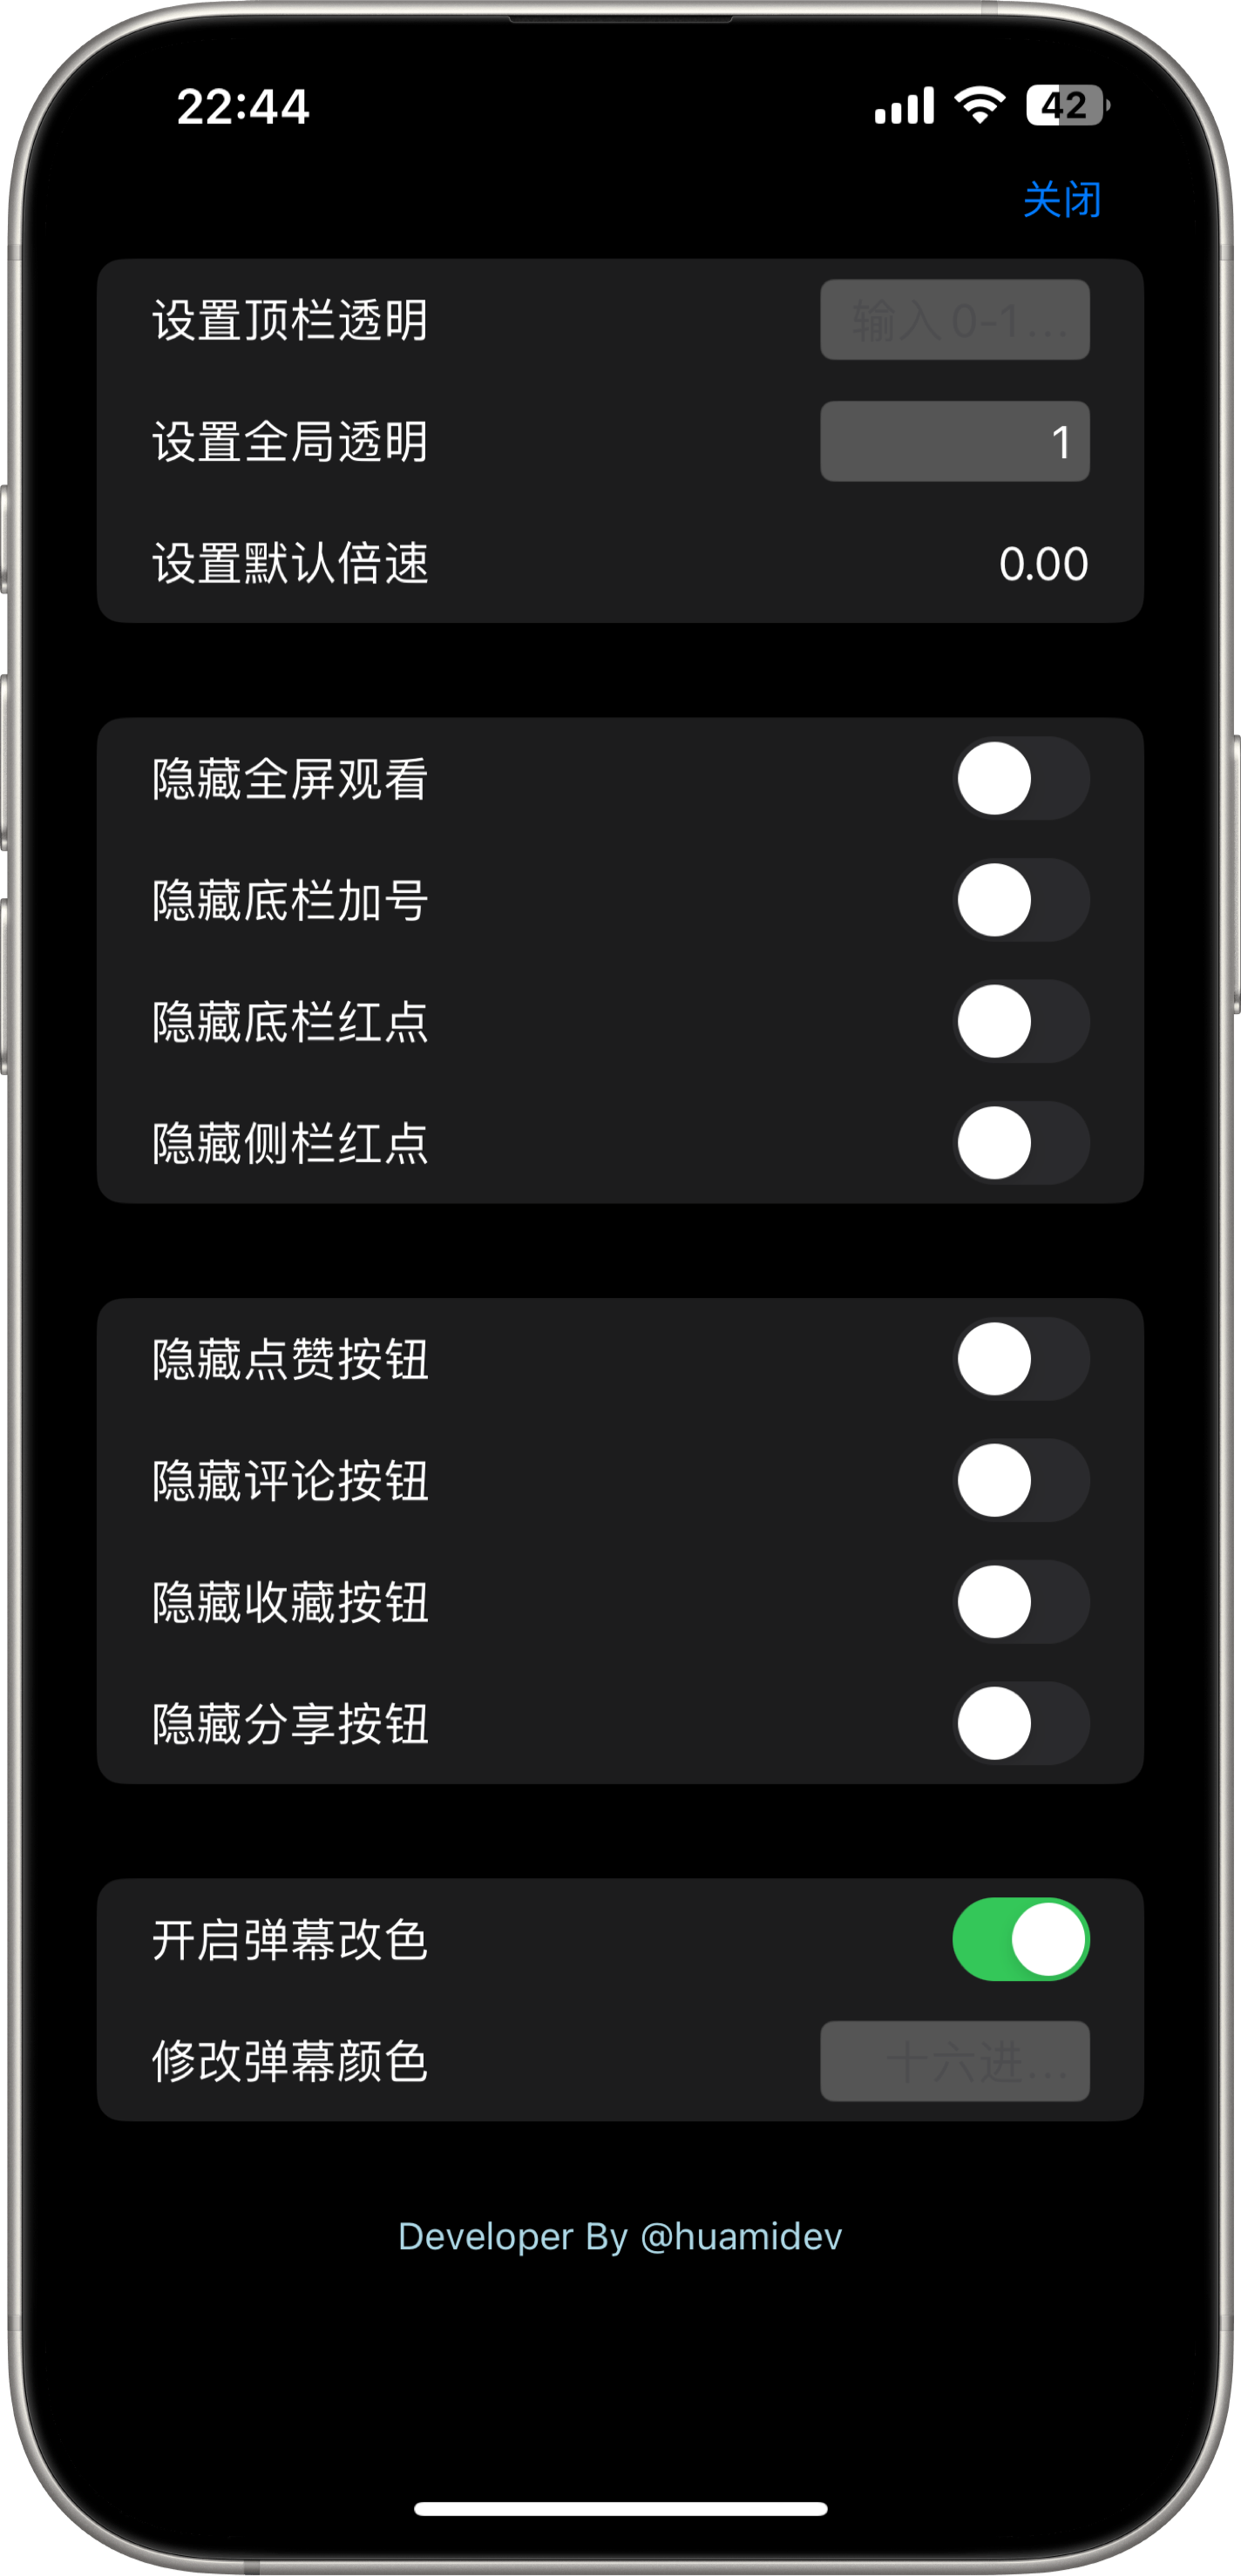 22:44
42
关闭
设置顶栏透明
输入 0-1...
设置全局透明
1
设置默认倍速
0.00
隐藏全屏观看
隐藏底栏加号
隐藏底栏红点
隐藏侧栏红点
隐藏点赞按钮
隐藏评论按钮
隐藏收藏按钮
隐藏分享按钮
开启弹幕改色
修改弹幕颜色
十六进...
Developer By @huamidev